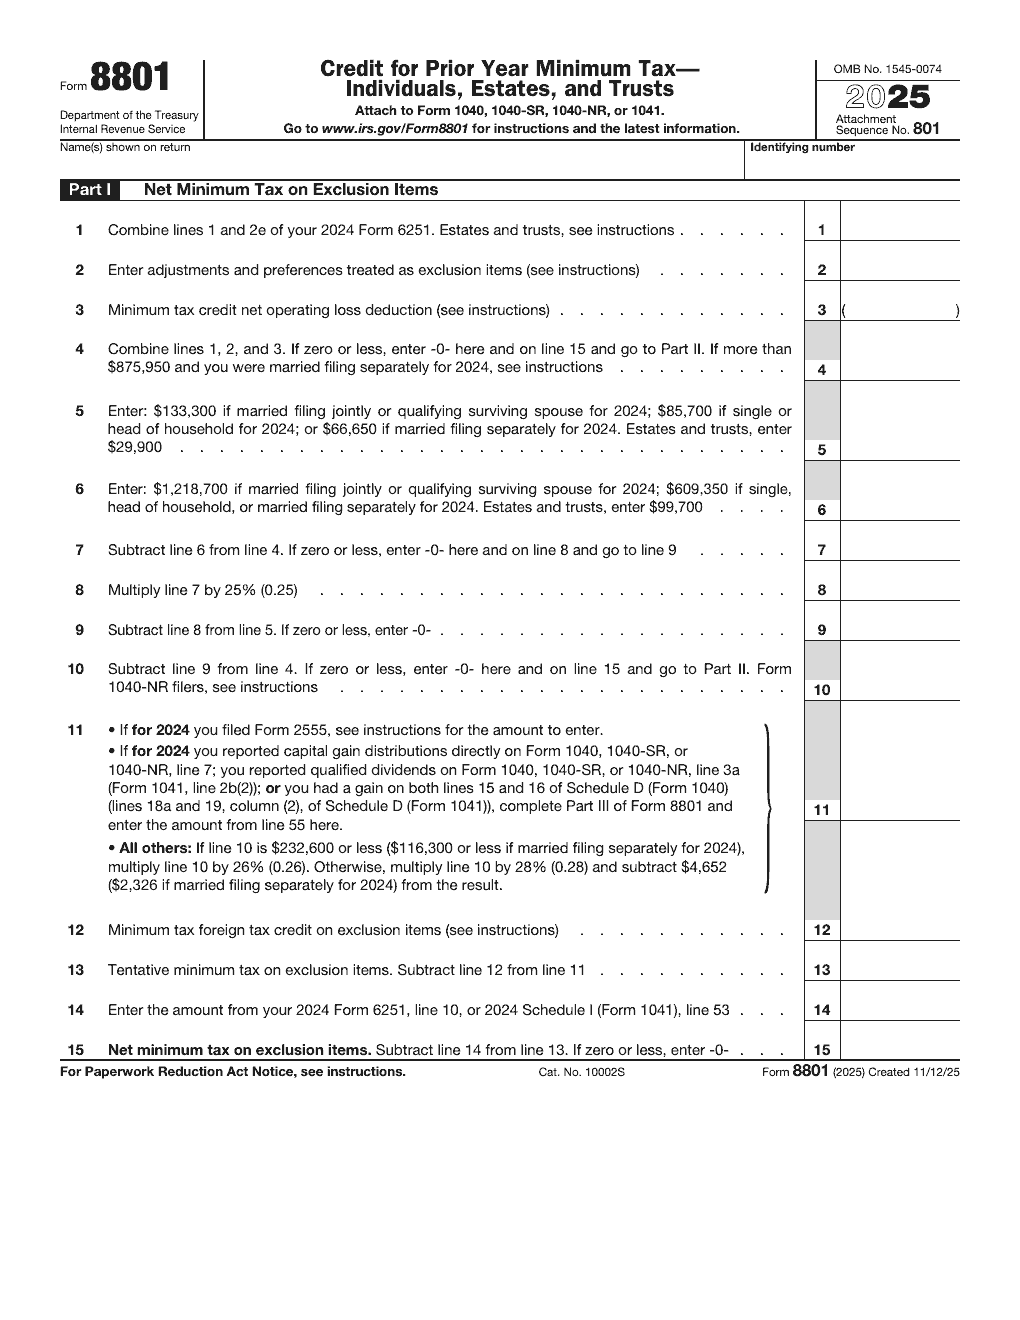 Form 8801
Department of the Treasury
Internal Revenue Service
Credit for Prior Year Minimum Tax—
Individuals, Estates, and Trusts
Attach to Form 1040, 1040-SR, 1040-NR, or 1041.
Go to www.irs.gov/Form8801 for instructions and the latest information.
OMB No. 1545-0074
2025
Attachment
Sequence No. 801
Name(s) shown on return
Identifying number
Part I Net Minimum Tax on Exclusion Items
1 Combine lines 1 and 2e of your 2024 Form 6251. Estates and trusts, see instructions . . . . . . 1
2 Enter adjustments and preferences treated as exclusion items (see instructions) . . . . . . . 2
3 Minimum tax credit net operating loss deduction (see instructions) . . . . . . . . . . . . 3 ( )
4 Combine lines 1, 2, and 3. If zero or less, enter -0- here and on line 15 and go to Part II. If more than
$875,950 and you were married filing separately for 2024, see instructions . . . . . . . . . 4
5 Enter: $133,300 if married filing jointly or qualifying surviving spouse for 2024; $85,700 if single or
head of household for 2024; or $66,650 if married filing separately for 2024. Estates and trusts, enter
$29,900 . . . . . . . . . . . . . . . . . . . . . . . . . . . . . . . 5
6 Enter: $1,218,700 if married filing jointly or qualifying surviving spouse for 2024; $609,350 if single,
head of household, or married filing separately for 2024. Estates and trusts, enter $99,700 . . . . 6
7 Subtract line 6 from line 4. If zero or less, enter -0- here and on line 8 and go to line 9 . . . . . 7
8 Multiply line 7 by 25% (0.25) . . . . . . . . . . . . . . . . . . . . . . . . 8
9 Subtract line 8 from line 5. If zero or less, enter -0- . . . . . . . . . . . . . . . . . . 9
10 Subtract line 9 from line 4. If zero or less, enter -0- here and on line 15 and go to Part II. Form
1040-NR filers, see instructions . . . . . . . . . . . . . . . . . . . . . . . 10
11 • If for 2024 you filed Form 2555, see instructions for the amount to enter.
• If for 2024 you reported capital gain distributions directly on Form 1040, 1040-SR, or
1040-NR, line 7; you reported qualified dividends on Form 1040, 1040-SR, or 1040-NR, line 3a
(Form 1041, line 2b(2)); or you had a gain on both lines 15 and 16 of Schedule D (Form 1040)
(lines 18a and 19, column (2), of Schedule D (Form 1041)), complete Part III of Form 8801 and
enter the amount from line 55 here.
11
• All others: If line 10 is $232,600 or less ($116,300 or less if married filing separately for 2024),
multiply line 10 by 26% (0.26). Otherwise, multiply line 10 by 28% (0.28) and subtract $4,652
($2,326 if married filing separately for 2024) from the result.
12 Minimum tax foreign tax credit on exclusion items (see instructions) . . . . . . . . . . . 12
13 Tentative minimum tax on exclusion items. Subtract line 12 from line 11 . . . . . . . . . . 13
14 Enter the amount from your 2024 Form 6251, line 10, or 2024 Schedule I (Form 1041), line 53 . . . 14
15 Net minimum tax on exclusion items. Subtract line 14 from line 13. If zero or less, enter -0- . . . 15
For Paperwork Reduction Act Notice, see instructions. Cat. No. 10002S Form 8801 (2025) Created 11/12/25